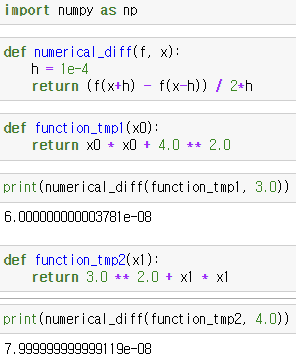 import numpy as np
def numerical_diff(f, x):
    h = 1e-4
    return (f(x+h) - f(x-h)) / 2*h
def function_tmp1(x0):
    return x0 * x0 + 4.0 ** 2.0
print(numerical_diff(function_tmp1, 3.0))
6.000000000003781e-08
def function_tmp2(x1):
    return 3.0 ** 2.0 + x1 * x1
print(numerical_diff(function_tmp2, 4.0))
7.999999999999119e-08